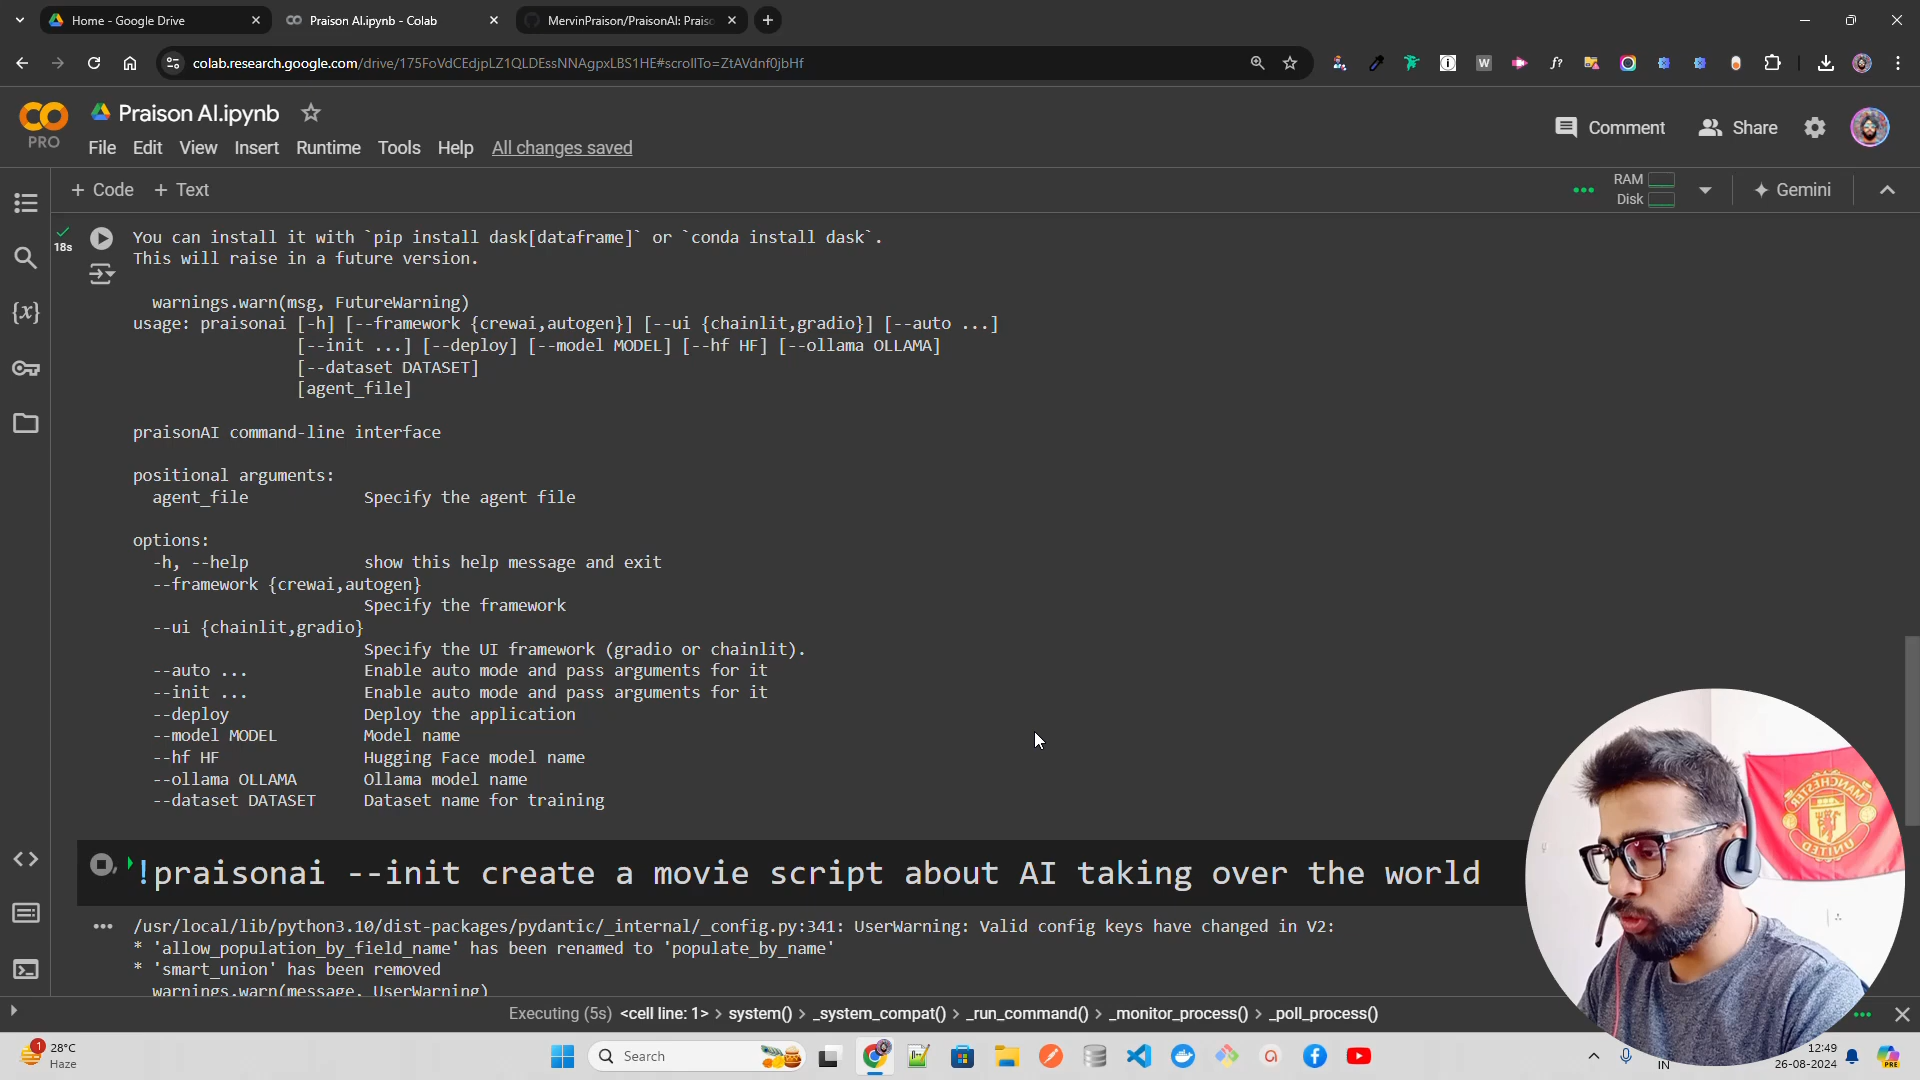 Home - Google Drive
Praison AI.ipynb - Colab
MervinPraison/PraisonAI: Praiso
colab.research.google.com/drive/175FoVdCEdjpLZ1QLDEssNNAgpxLBS1HE#scrollTo=ZtAVdnf0jbHf
PRO
Praison AI.ipynb
File Edit View Insert Runtime Tools Help All changes saved
Comment
Share
+ Code + Text
RAM
Disk
Gemini
18s
You can install it with `pip install dask[dataframe]` or `conda install dask`.
This will raise in a future version.
warnings.warn(msg, FutureWarning)
usage: praisonai [-h] [--framework {crewai,autogen}] [--ui {chainlit,gradio}] [--auto ...]
[--init ...] [--deploy] [--model MODEL] [--hf HF] [--ollama OLLAMA]
[--dataset DATASET]
[agent_file]
praisonAI command-line interface
positional arguments:
agent_file Specify the agent file
options:
-h, --help show this help message and exit
--framework {crewai,autogen}
Specify the framework
--ui {chainlit,gradio}
Specify the UI framework (gradio or chainlit).
--auto ... Enable auto mode and pass arguments for it
--init ... Enable auto mode and pass arguments for it
--deploy Deploy the application
--model MODEL Model name
--hf HF Hugging Face model name
--ollama OLLAMA Ollama model name
--dataset DATASET Dataset name for training
!praisonai --init create a movie script about AI taking over the world
/usr/local/lib/python3.10/dist-packages/pydantic/_internal/_config.py:341: UserWarning: Valid config keys have changed in V2:
* 'allow_population_by_field_name' has been renamed to 'populate_by_name'
* 'smart_union' has been removed
warnings.warn(message, UserWarning)
Executing (5s) <cell line: 1> > system() > _system_compat() > _run_command() > _monitor_process() > _poll_process()
MANCHESTER
UNITED
1
28°C
Haze
Search
IN
12:49
26-08-2024
PRE